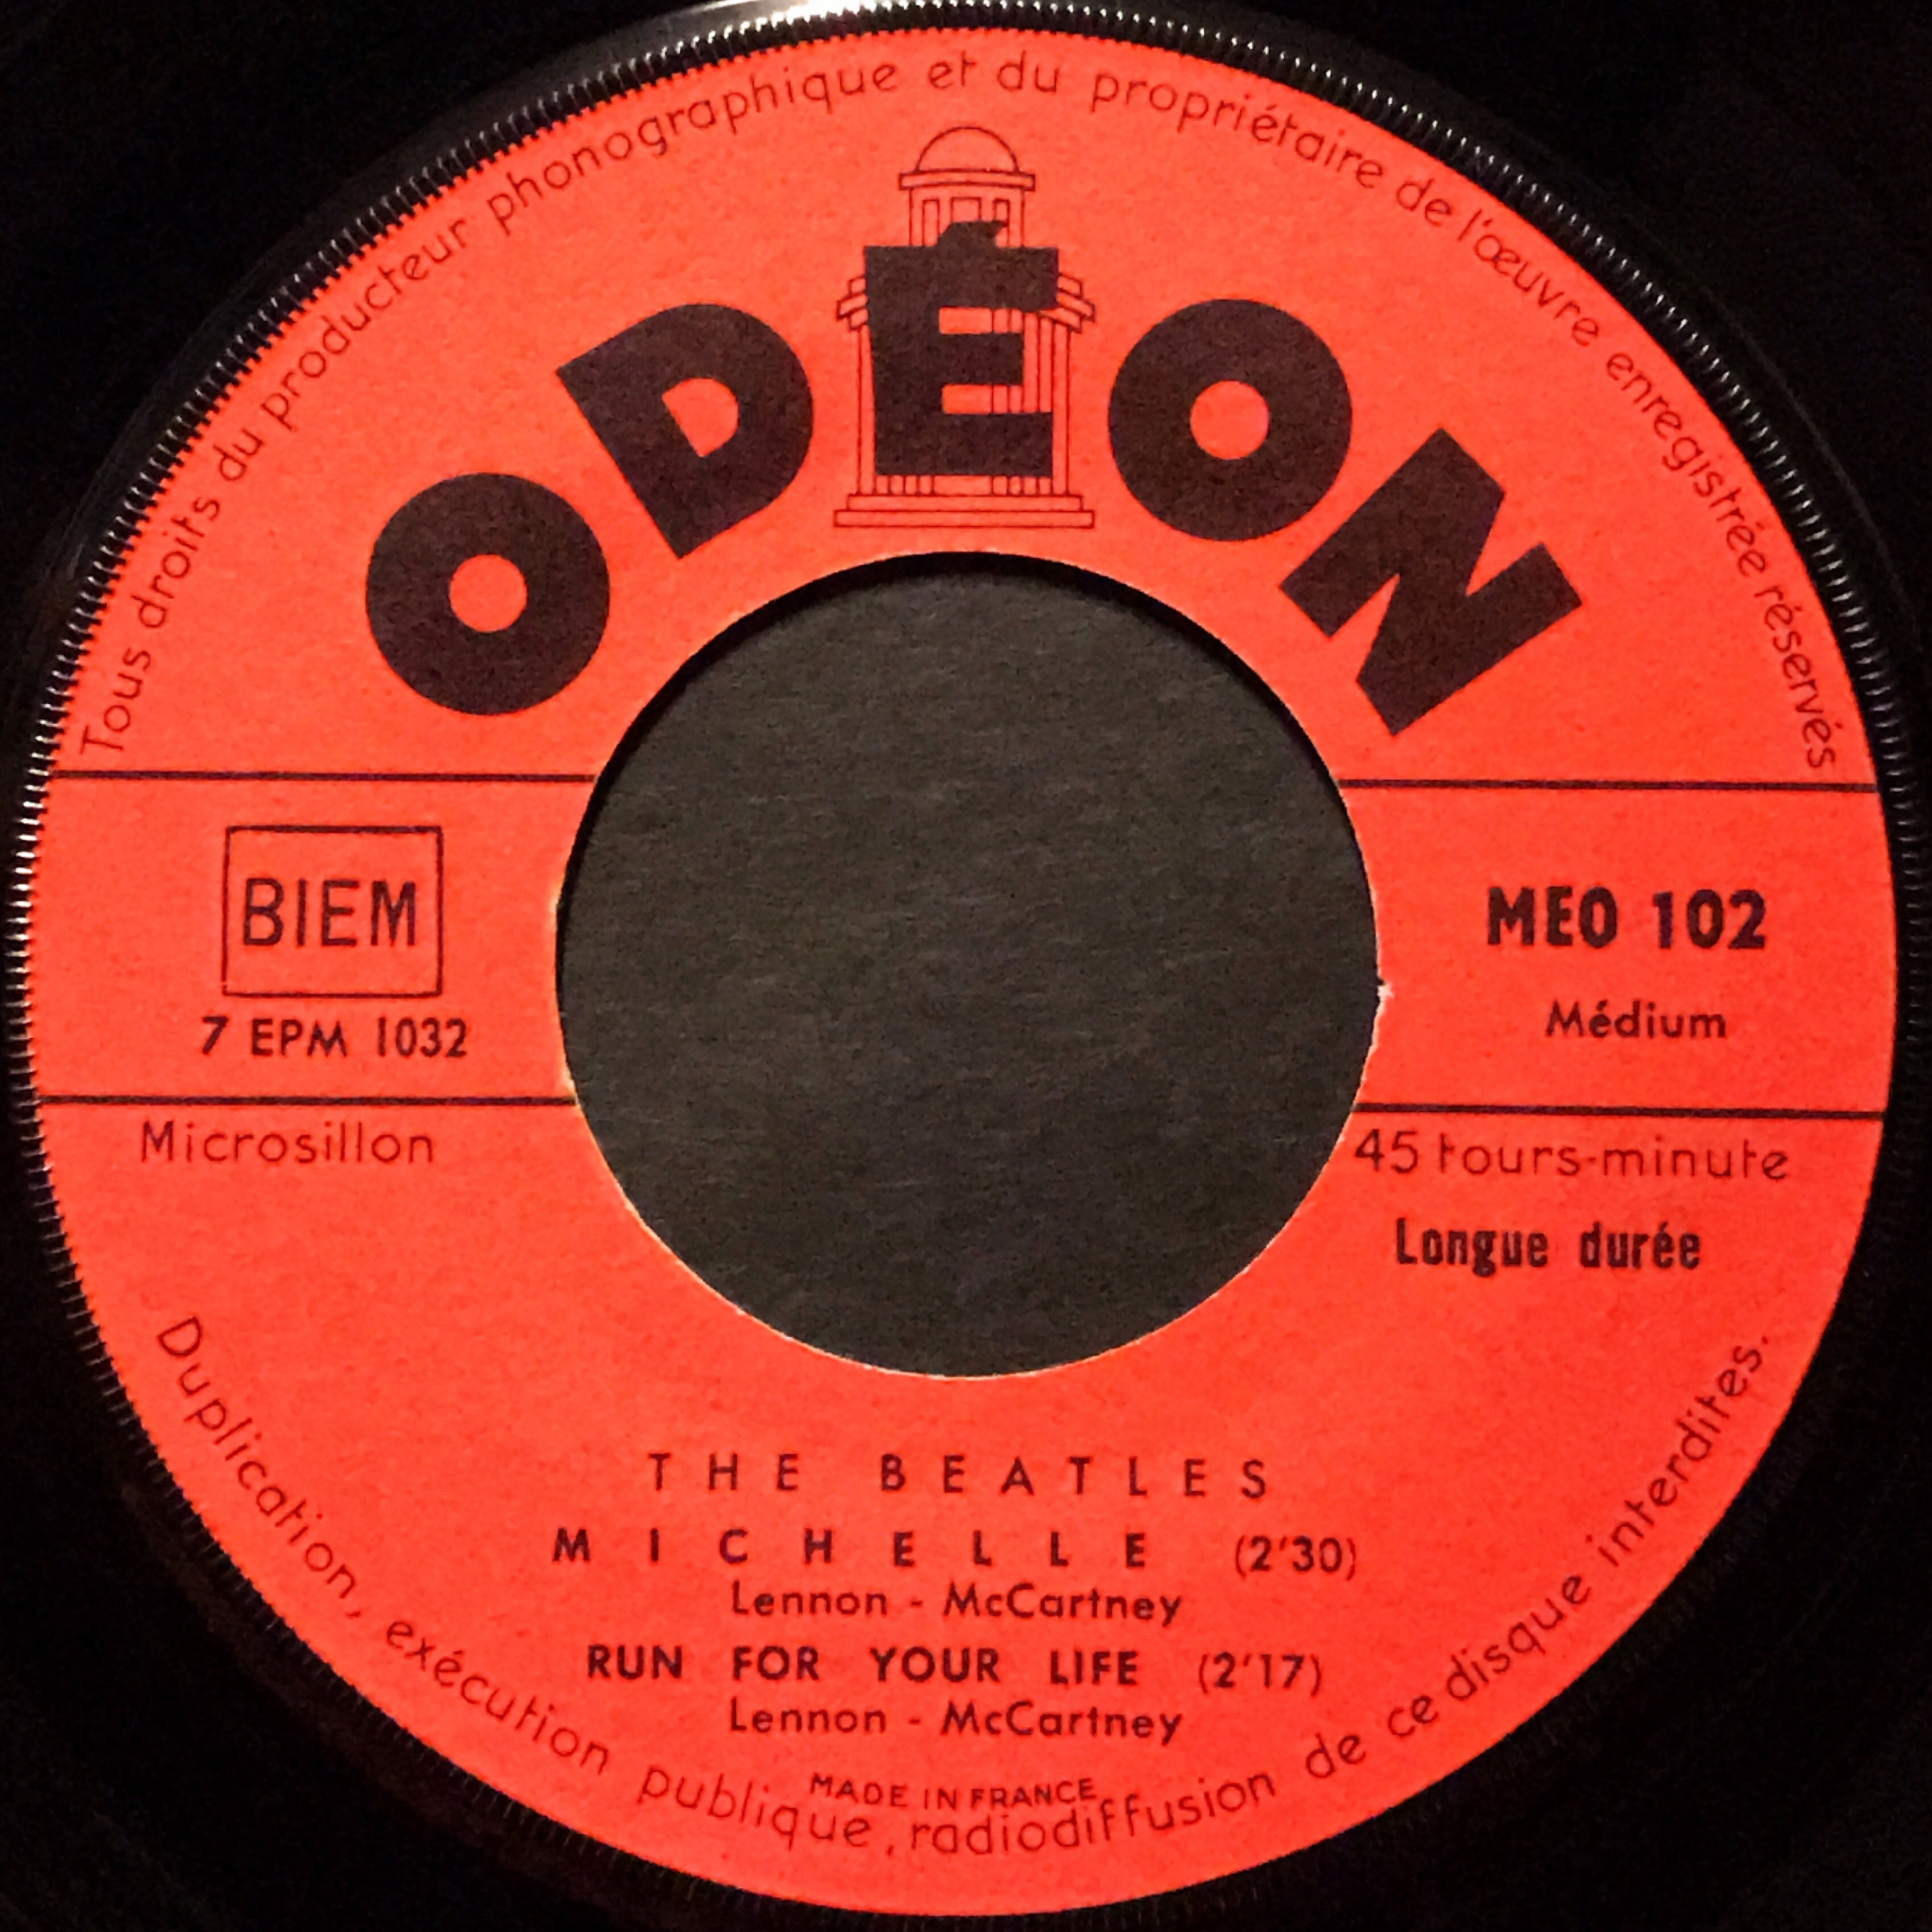 Tous droits du producteur phonographique et du propriétaire de l'œuvre enregistrée réservés
ODÉON
BIEM
7 EPM 1032
MEO 102
Médium
Microsillon
45 tours-minute
Longue durée
THE BEATLES
MICHELLE (2'30)
Lennon - McCartney
RUN FOR YOUR LIFE (2'17)
Lennon - McCartney
MADE IN FRANCE
Duplication, exécution publique, radiodiffusion de ce disque interdites.